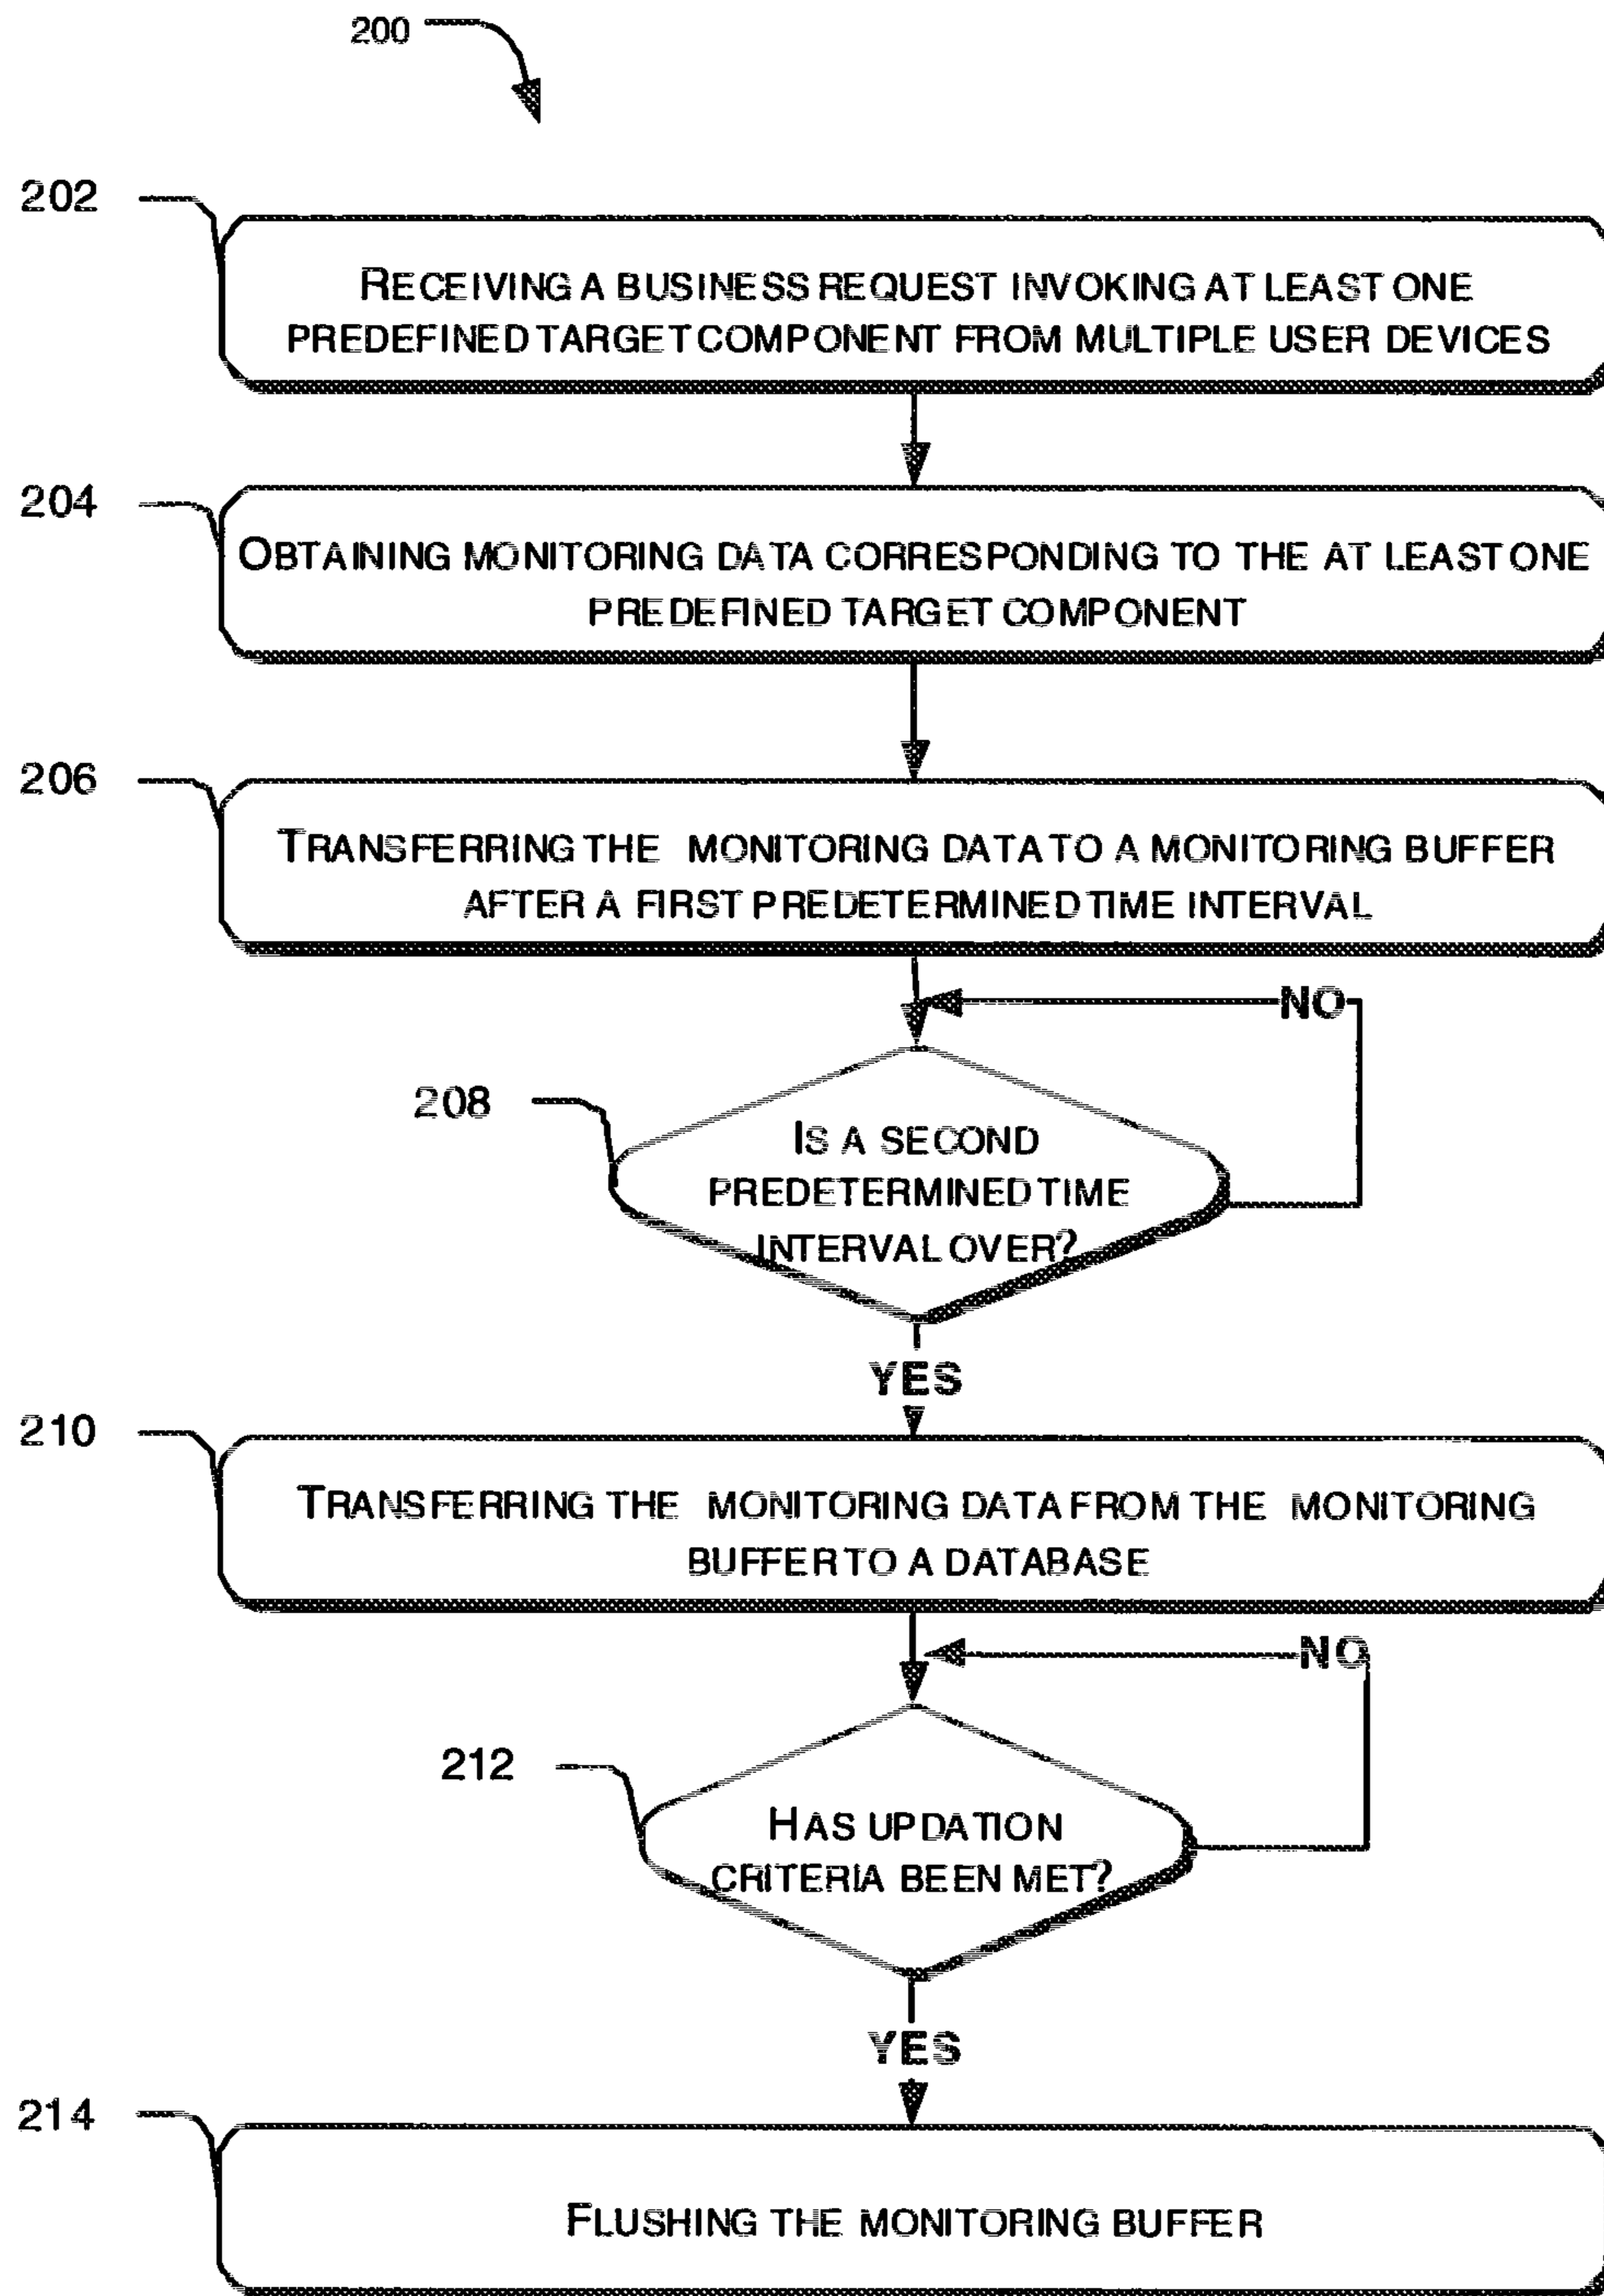 200
202
RECEIVING A BUSINESS REQUEST INVOKING AT LEAST ONE
PREDEFINED TARGET COMPONENT FROM MULTIPLE USER DEVICES
204
OBTAINING MONITORING DATA CORRESPONDING TO THE AT LEAST ONE
PREDEFINED TARGET COMPONENT
206
TRANSFERRING THE MONITORING DATA TO A MONITORING BUFFER
AFTER A FIRST PREDETERMINED TIME INTERVAL
NO
208
IS A SECOND
PREDETERMINED TIME
INTERVAL OVER?
YES
210
TRANSFERRING THE MONITORING DATA FROM THE MONITORING
BUFFER TO A DATABASE
NO
212
HAS UPDATION
CRITERIA BEEN MET?
YES
214
FLUSHING THE MONITORING BUFFER